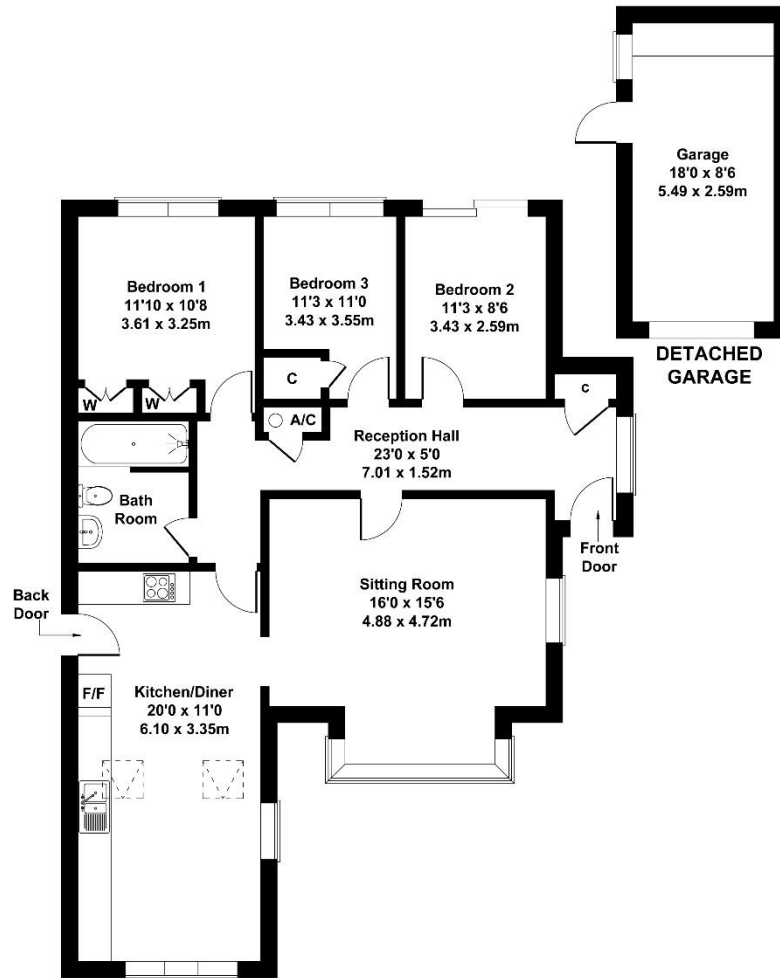 Garage
18'0 x 8'6
5.49 x 2.59m
DETACHED
GARAGE
Bedroom 1
11'10 x 10'8
3.61 x 3.25m
Bedroom 3
11'3 x 11'0
3.43 x 3.55m
Bedroom 2
11'3 x 8'6
3.43 x 2.59m
C
C
W
W
A/C
Reception Hall
23'0 x 5'0
7.01 x 1.52m
Bath
Room
Front
Door
Sitting Room
16'0 x 15'6
4.88 x 4.72m
Back
Door
F/F
Kitchen/Diner
20'0 x 11'0
6.10 x 3.35m